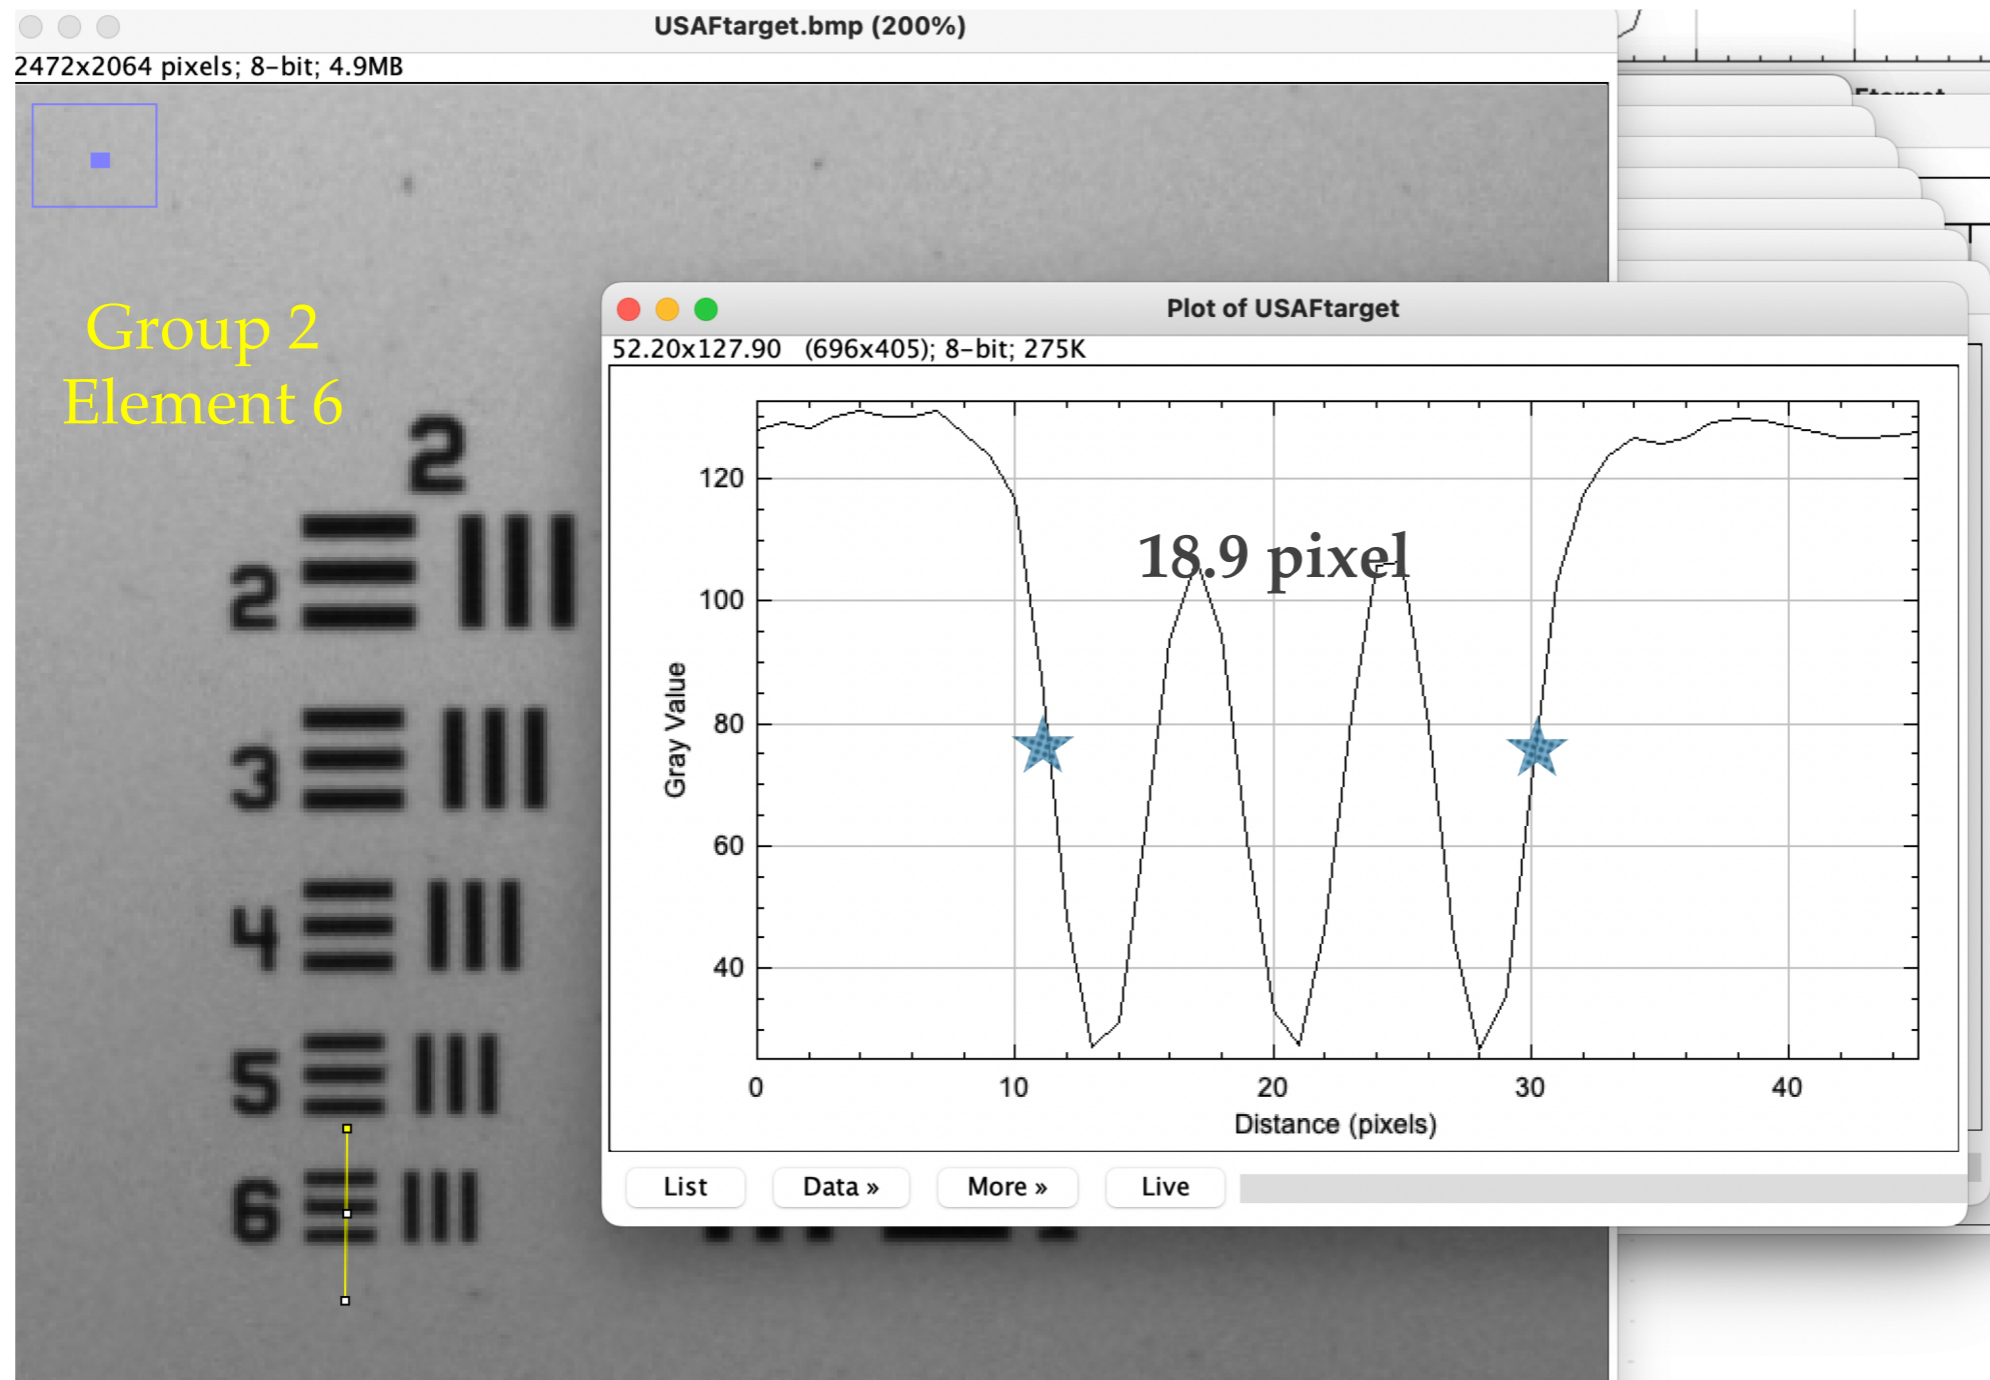 USAFtarget.bmp (200%)
2472x2064 pixels; 8-bit; 4.9MB
Group 2
Element 6
2
2
3
4
5
6
Plot of USAFtarget
52.20x127.90 (696x405); 8-bit; 275K
18.9 pixel
Gray Value
120
100
80
60
40
0 10 20 30 40
Distance (pixels)
List Data » More » Live